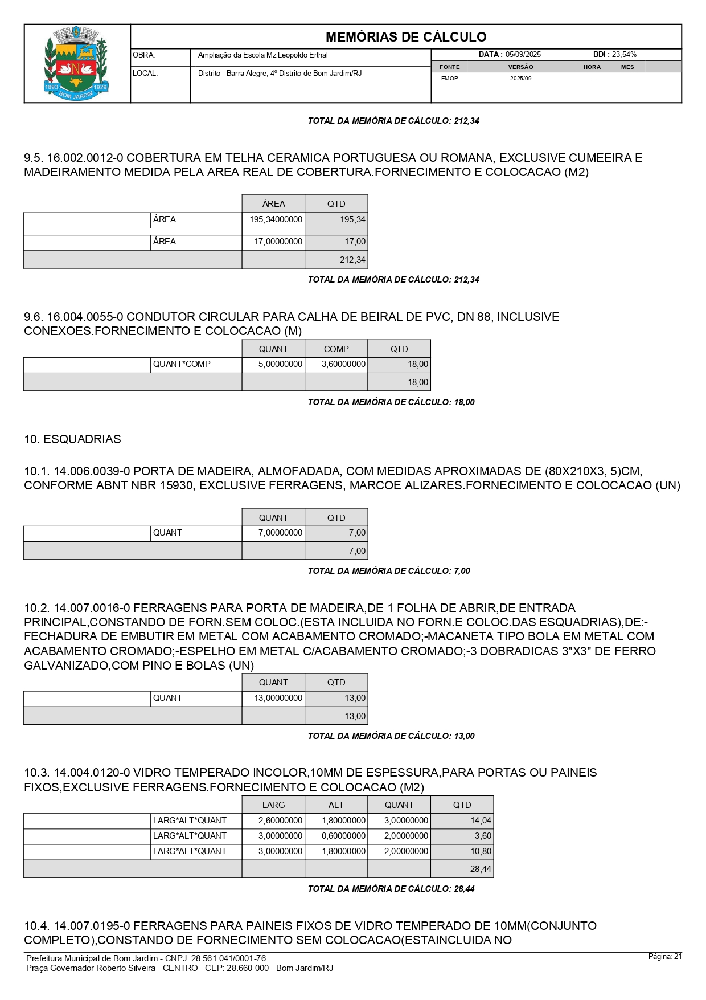 MEMÓRIAS DE CÁLCULO
OBRA: Ampliação da Escola Mz Leopoldo Erthal
DATA : 05/09/2025 BDI : 23,54%
FONTE VERSÃO HORA MES
LOCAL: Distrito - Barra Alegre, 4º Distrito de Bom Jardim/RJ
EMOP 2025/09 - -
N
1893 1929
BOM JARDIM
TOTAL DA MEMÓRIA DE CÁLCULO: 212,34
9.5. 16.002.0012-0 COBERTURA EM TELHA CERAMICA PORTUGUESA OU ROMANA, EXCLUSIVE CUMEEIRA E
MADEIRAMENTO MEDIDA PELA AREA REAL DE COBERTURA.FORNECIMENTO E COLOCACAO (M2)
ÁREA QTD
ÁREA 195,34000000 195,34
ÁREA 17,00000000 17,00
212,34
TOTAL DA MEMÓRIA DE CÁLCULO: 212,34
9.6. 16.004.0055-0 CONDUTOR CIRCULAR PARA CALHA DE BEIRAL DE PVC, DN 88, INCLUSIVE
CONEXOES.FORNECIMENTO E COLOCACAO (M)
QUANT COMP QTD
QUANT*COMP 5,00000000 3,60000000 18,00
18,00
TOTAL DA MEMÓRIA DE CÁLCULO: 18,00
10. ESQUADRIAS
10.1. 14.006.0039-0 PORTA DE MADEIRA, ALMOFADADA, COM MEDIDAS APROXIMADAS DE (80X210X3, 5)CM,
CONFORME ABNT NBR 15930, EXCLUSIVE FERRAGENS, MARCOE ALIZARES.FORNECIMENTO E COLOCACAO (UN)
QUANT QTD
QUANT 7,00000000 7,00
7,00
TOTAL DA MEMÓRIA DE CÁLCULO: 7,00
10.2. 14.007.0016-0 FERRAGENS PARA PORTA DE MADEIRA,DE 1 FOLHA DE ABRIR,DE ENTRADA
PRINCIPAL,CONSTANDO DE FORN.SEM COLOC.(ESTA INCLUIDA NO FORN.E COLOC.DAS ESQUADRIAS),DE:-
FECHADURA DE EMBUTIR EM METAL COM ACABAMENTO CROMADO;-MACANETA TIPO BOLA EM METAL COM
ACABAMENTO CROMADO;-ESPELHO EM METAL C/ACABAMENTO CROMADO;-3 DOBRADICAS 3"X3" DE FERRO
GALVANIZADO,COM PINO E BOLAS (UN)
QUANT QTD
QUANT 13,00000000 13,00
13,00
TOTAL DA MEMÓRIA DE CÁLCULO: 13,00
10.3. 14.004.0120-0 VIDRO TEMPERADO INCOLOR,10MM DE ESPESSURA,PARA PORTAS OU PAINEIS
FIXOS,EXCLUSIVE FERRAGENS.FORNECIMENTO E COLOCACAO (M2)
LARG ALT QUANT QTD
LARG*ALT*QUANT 2,60000000 1,80000000 3,00000000 14,04
LARG*ALT*QUANT 3,00000000 0,60000000 2,00000000 3,60
LARG*ALT*QUANT 3,00000000 1,80000000 2,00000000 10,80
28,44
TOTAL DA MEMÓRIA DE CÁLCULO: 28,44
10.4. 14.007.0195-0 FERRAGENS PARA PAINEIS FIXOS DE VIDRO TEMPERADO DE 10MM(CONJUNTO
COMPLETO),CONSTANDO DE FORNECIMENTO SEM COLOCACAO(ESTAINCLUIDA NO
Prefeitura Municipal de Bom Jardim - CNPJ: 28.561.041/0001-76 Página: 21
Praça Governador Roberto Silveira - CENTRO - CEP: 28.660-000 - Bom Jardim/RJ